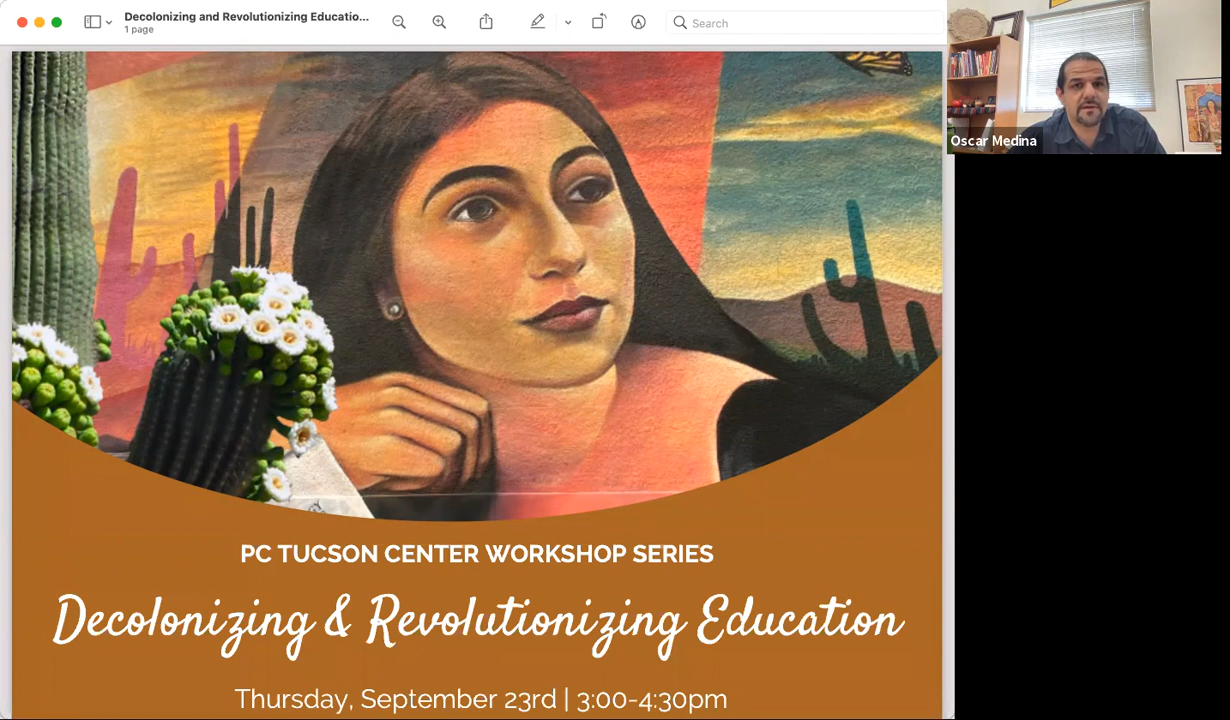 Decolonizing and Revolutionizing Educatio...
1 page
Search
Oscar Medina
PC TUCSON CENTER WORKSHOP SERIES
Decolonizing & Revolutionizing Education
Thursday, September 23rd | 3:00-4:30pm